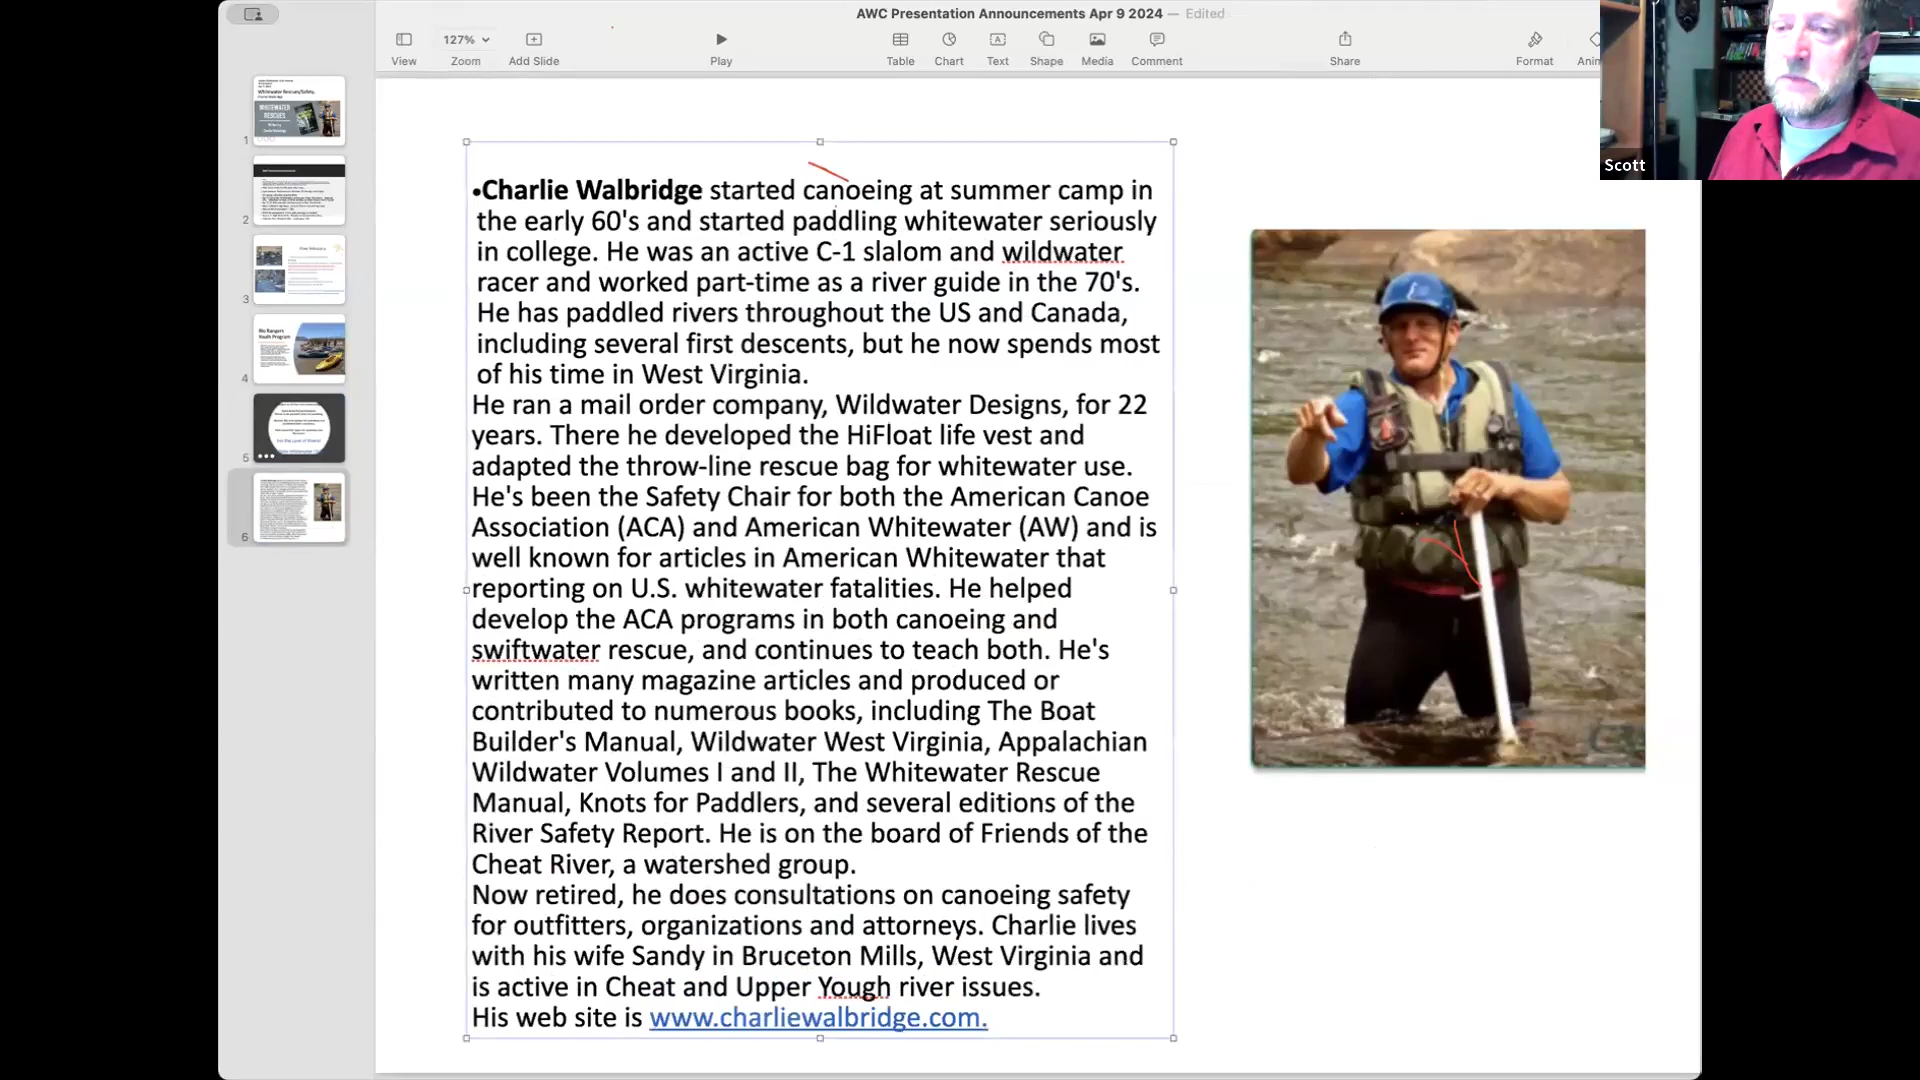 AWC Presentation Announcements Apr 9 2024 — Edited
127%
View
Zoom
Add Slide
Play
Table
Chart
Text
Shape
Media
Comment
Share
Format
Scott
1
WHITEWATER
RESCUES
2
3
Rio Rangers
Youth Program
4
5
6
•Charlie Walbridge started canoeing at summer camp in
the early 60's and started paddling whitewater seriously
in college. He was an active C-1 slalom and wildwater
racer and worked part-time as a river guide in the 70's.
He has paddled rivers throughout the US and Canada,
including several first descents, but he now spends most
of his time in West Virginia.
He ran a mail order company, Wildwater Designs, for 22
years. There he developed the HiFloat life vest and
adapted the throw-line rescue bag for whitewater use.
He's been the Safety Chair for both the American Canoe
Association (ACA) and American Whitewater (AW) and is
well known for articles in American Whitewater that
reporting on U.S. whitewater fatalities. He helped
develop the ACA programs in both canoeing and
swiftwater rescue, and continues to teach both. He's
written many magazine articles and produced or
contributed to numerous books, including The Boat
Builder's Manual, Wildwater West Virginia, Appalachian
Wildwater Volumes I and II, The Whitewater Rescue
Manual, Knots for Paddlers, and several editions of the
River Safety Report. He is on the board of Friends of the
Cheat River, a watershed group.
Now retired, he does consultations on canoeing safety
for outfitters, organizations and attorneys. Charlie lives
with his wife Sandy in Bruceton Mills, West Virginia and
is active in Cheat and Upper Yough river issues.
His web site is www.charliewalbridge.com.